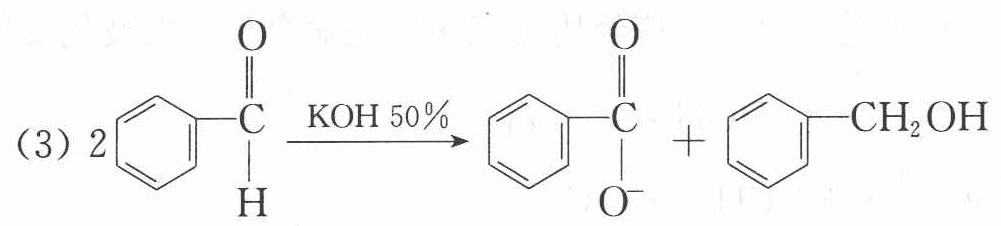 O O
(3) 2 C KOH 50% C + CH₂OH
H O⁻